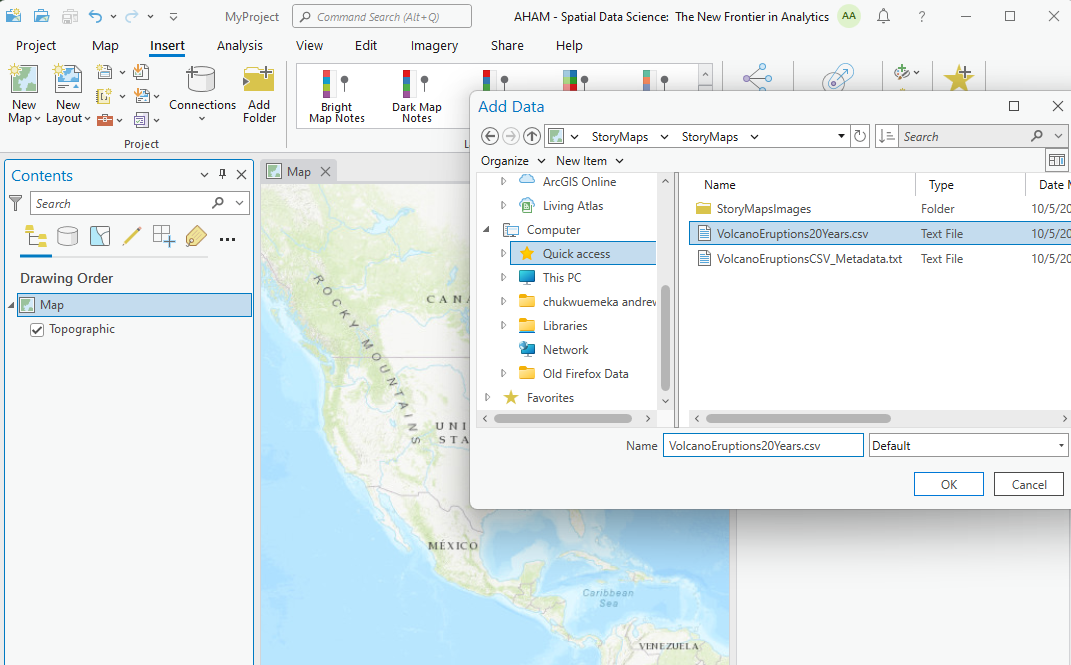 MyProject
Command Search (Alt+Q)
AHAM - Spatial Data Science: The New Frontier in Analytics
AA
?
Project Map Insert Analysis View Edit Imagery Share Help
New Map
New Layout
Connections
Add Folder
Project
Bright Map Notes
Dark Map Notes
Contents
Search
Drawing Order
Map
Topographic
Map
ROCKY MOUNTAINS
CANA
UNI
STA
MÉXICO
Caribbean
Sea
VENEZUELA
Add Data
StoryMaps StoryMaps
Search
Organize New Item
ArcGIS Online
Living Atlas
Computer
Quick access
This PC
chukwuemeka andrew
Libraries
Network
Old Firefox Data
Favorites
Name Type Date M
StoryMapsImages Folder 10/5/20
VolcanoEruptions20Years.csv Text File 10/5/20
VolcanoEruptionsCSV_Metadata.txt Text File 10/5/20
Name VolcanoEruptions20Years.csv Default
OK Cancel